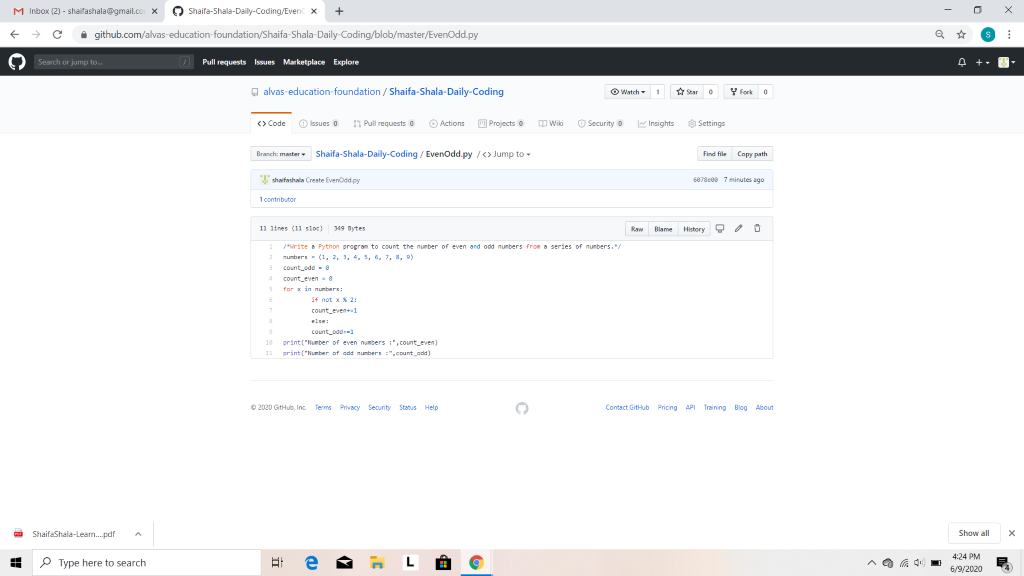 Inbox (2) - shaifashala@gmail.co
Shaifa-Shala-Daily-Coding/Even
github.com/alvas-education-foundation/Shaifa-Shala-Daily-Coding/blob/master/EvenOdd.py
S
Search or jump to... /
Pull requests Issues Marketplace Explore
alvas-education-foundation / Shaifa-Shala-Daily-Coding
Watch 1 Star 0 Fork 0
Code Issues 0 Pull requests 0 Actions Projects 0 Wiki Security 0 Insights Settings
Branch: master Shaifa-Shala-Daily-Coding / EvenOdd.py / <> Jump to Find file Copy path
shaifashala Create EvenOdd.py 6078e00 7 minutes ago
1 contributor
11 lines (11 sloc) 349 Bytes Raw Blame History
1 /*Write a Python program to count the number of even and odd numbers from a series of numbers.*/
2 numbers = (1, 2, 3, 4, 5, 6, 7, 8, 9)
3 count_odd = 0
4 count_even = 0
5 for x in numbers:
6 if not x % 2:
7 count_even+=1
8 else:
9 count_odd+=1
10 print("Number of even numbers :",count_even)
11 print("Number of odd numbers :",count_odd)
© 2020 GitHub, Inc. Terms Privacy Security Status Help Contact GitHub Pricing API Training Blog About
ShaifaShala-Learn....pdf Show all
Type here to search
L
4:24 PM
6/9/2020
4